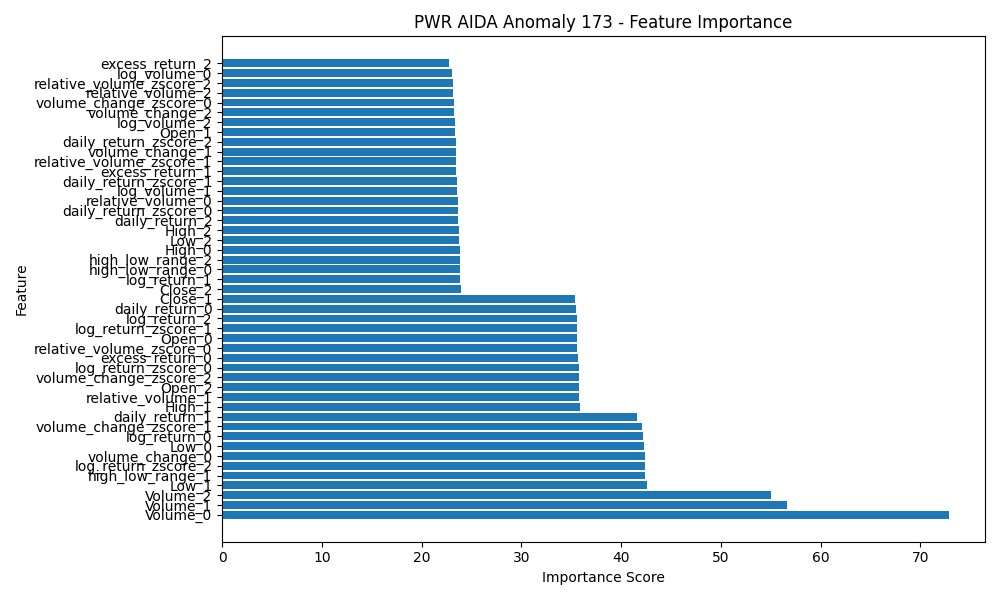 PWR AIDA Anomaly 173 - Feature Importance
excess_return_2
log_volume_0
relative_volume_zscore_2
relative_volume_2
volume_change_zscore_0
volume_change_2
log_volume_2
Open_1
daily_return_zscore_2
volume_change_1
relative_volume_zscore_1
excess_return_1
daily_return_zscore_1
log_volume_1
relative_volume_0
daily_return_zscore_0
daily_return_2
High_2
Low_2
High_0
high_low_range_2
high_low_range_0
log_return_1
Close_2
Close_1
daily_return_0
log_return_2
log_return_zscore_1
Open_0
relative_volume_zscore_0
excess_return_0
log_return_zscore_0
volume_change_zscore_2
Open_2
relative_volume_1
High_1
daily_return_1
volume_change_zscore_1
log_return_0
Low_0
volume_change_0
log_return_zscore_2
high_low_range_1
Low_1
Volume_2
Volume_1
Volume_0
Feature
0 10 20 30 40 50 60 70
Importance Score